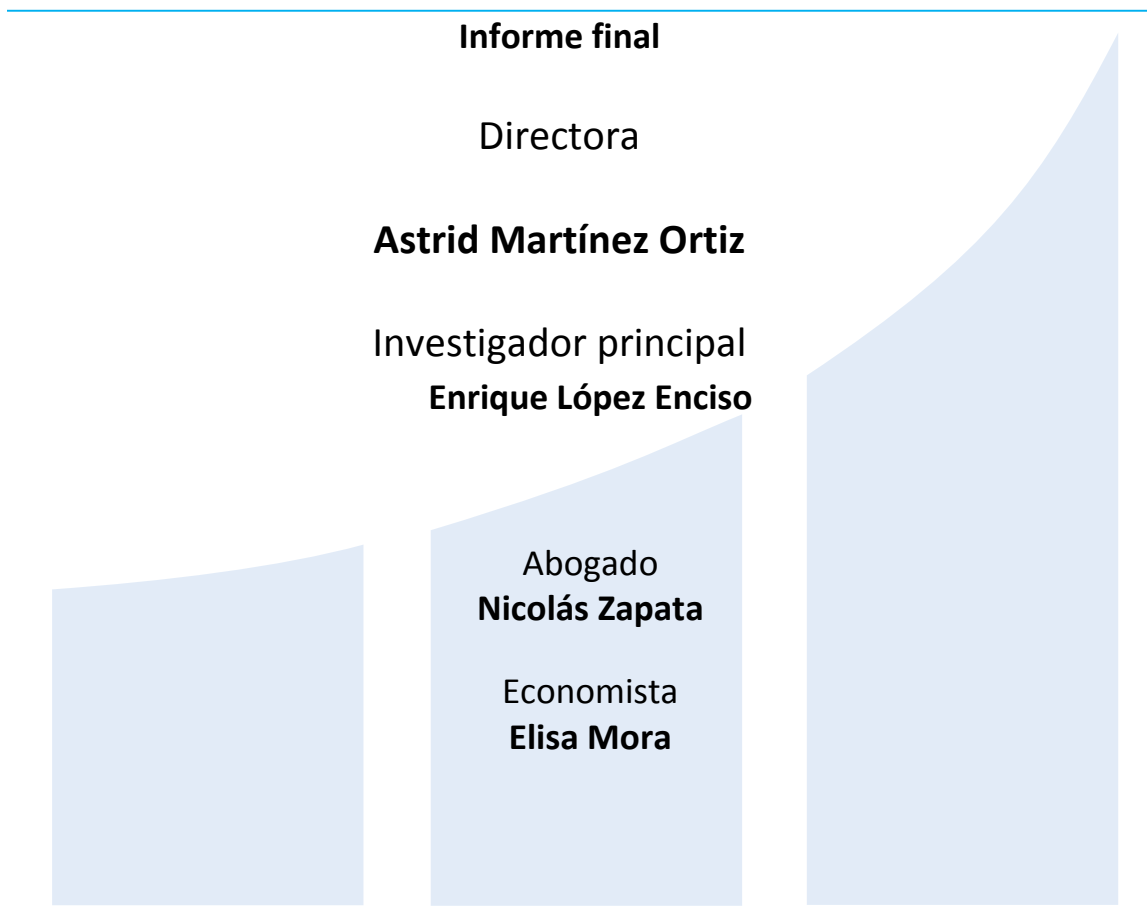 Informe final
Directora
Astrid Martínez Ortiz
Investigador principal
Enrique López Enciso
Abogado
Nicolás Zapata
Economista
Elisa Mora